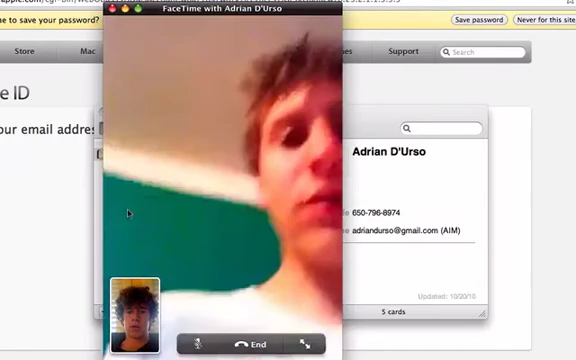 apple.com/cgi-bin/
me to save your password?
Save password
Never for this site
FaceTime with Adrian D'Urso
Store
Mac
es
Support
Search
e ID
our email addres
Adrian D'Urso
650-796-8974
adriandurso@gmail.com (AIM)
Updated: 10/20/10
5 cards
End